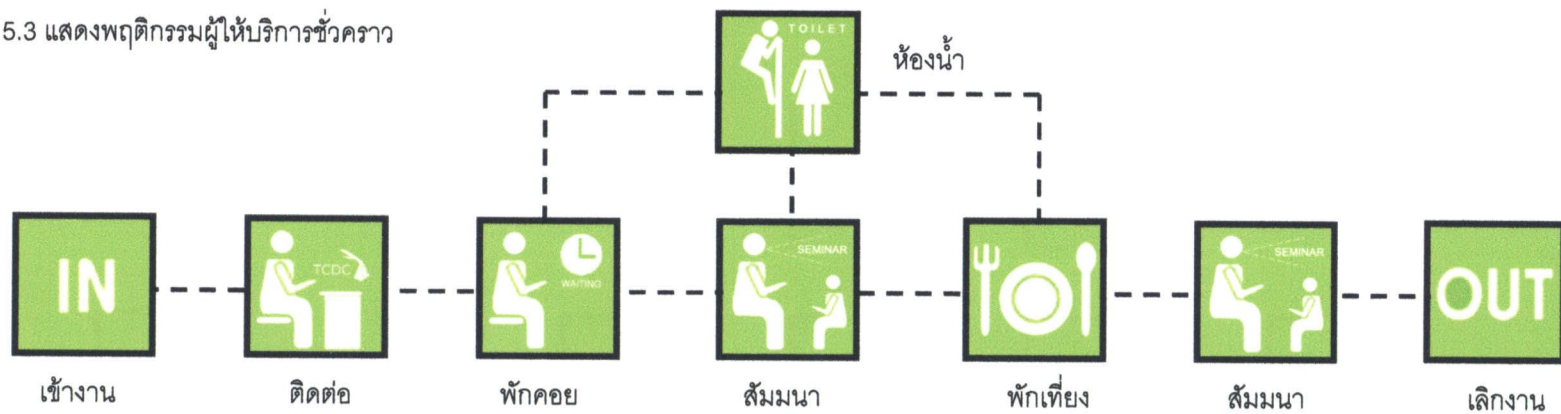 5.3 แสดงพฤติกรรมผู้ให้บริการชั่วคราว
TOILET
ห้องน้ำ
IN
TCDC
WAITING
SEMINAR
SEMINAR
OUT
เข้างาน
ติดต่อ
พักคอย
สัมมนา
พักเที่ยง
สัมมนา
เลิกงาน